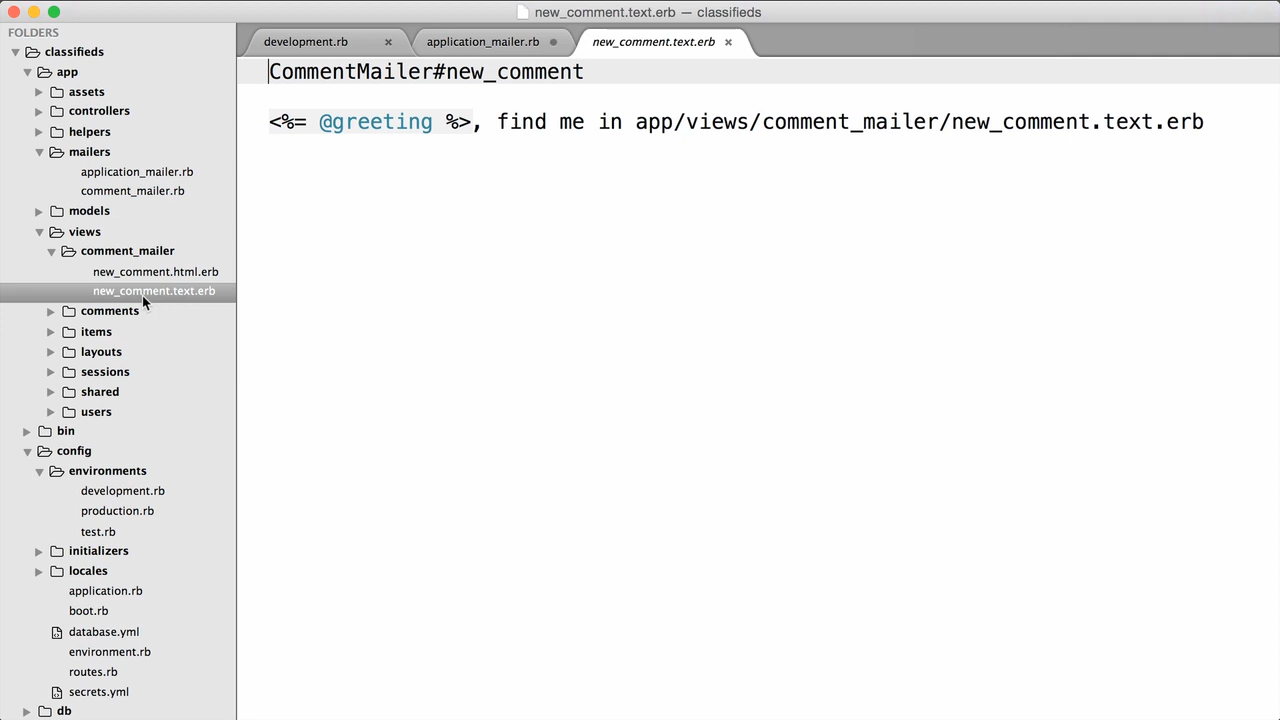 new_comment.text.erb — classifieds
FOLDERS
classifieds
app
assets
controllers
helpers
mailers
application_mailer.rb
comment_mailer.rb
models
views
comment_mailer
new_comment.html.erb
new_comment.text.erb
comments
items
layouts
sessions
shared
users
bin
config
environments
development.rb
production.rb
test.rb
initializers
locales
application.rb
boot.rb
database.yml
environment.rb
routes.rb
secrets.yml
db
development.rb
application_mailer.rb
new_comment.text.erb
CommentMailer#new_comment
<%= @greeting %>, find me in app/views/comment_mailer/new_comment.text.erb